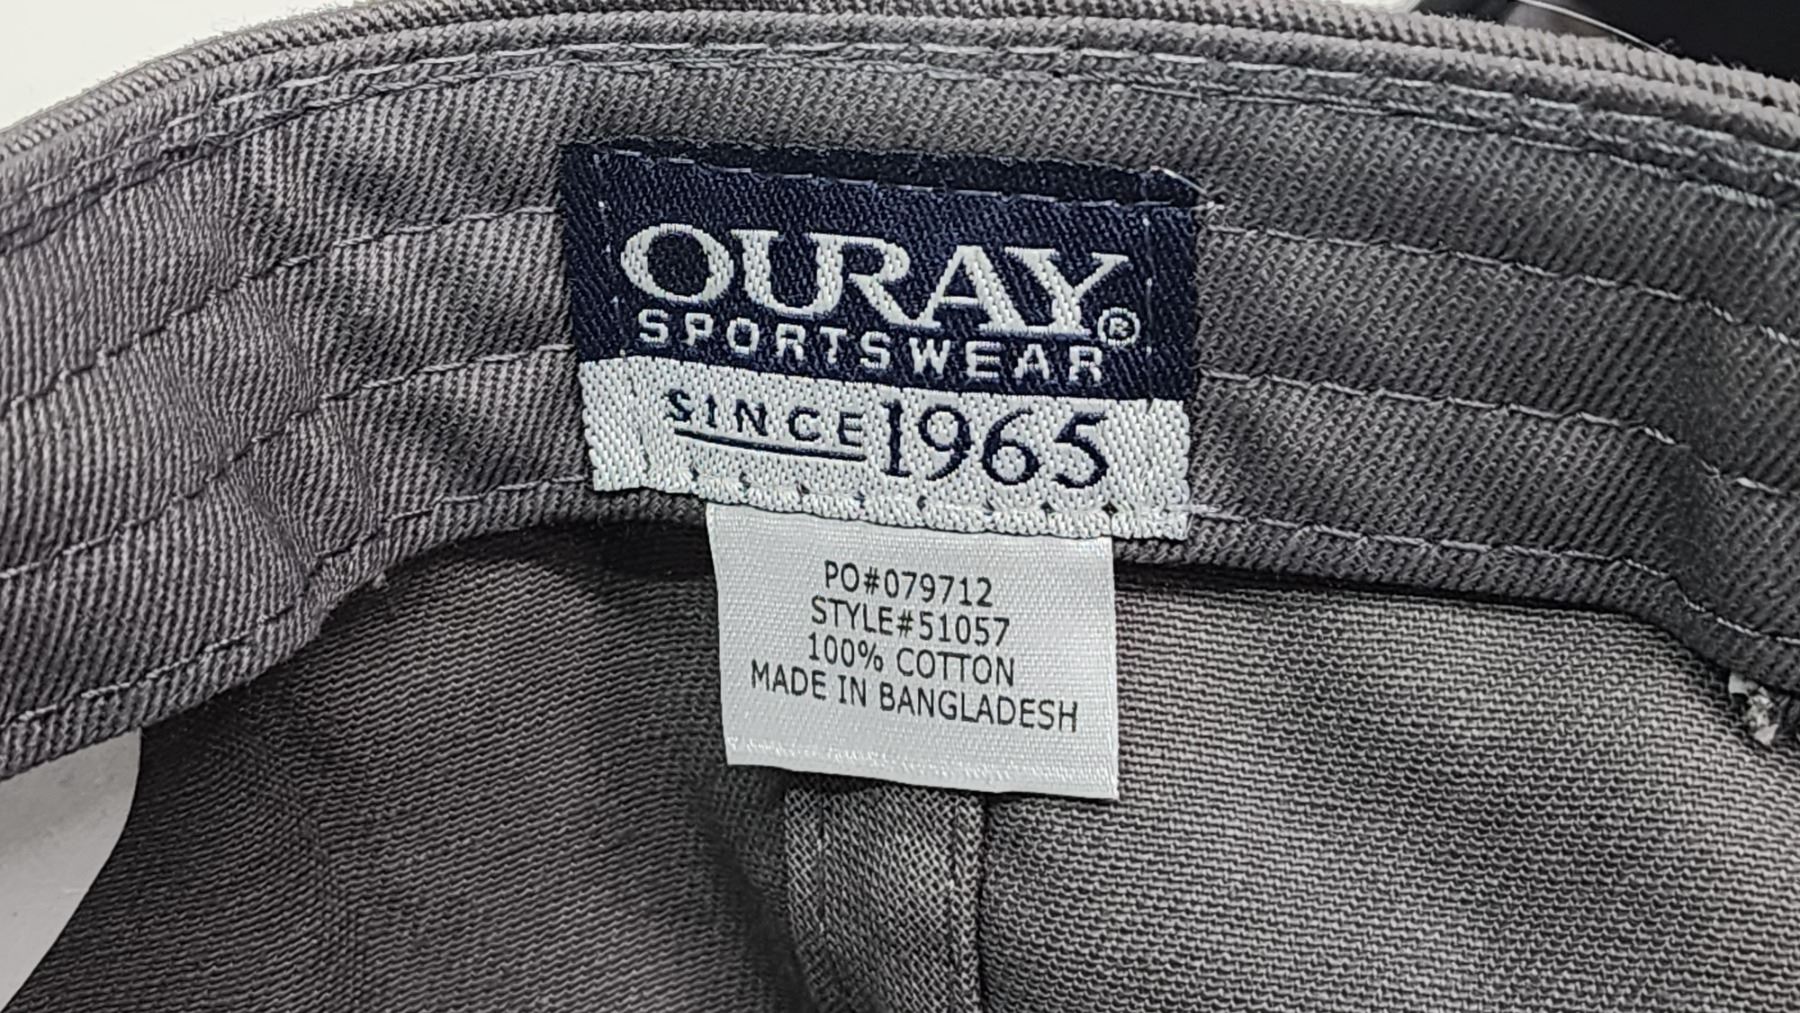 OURAY®
SPORTSWEAR
SINCE 1965
PO#079712
STYLE#51057
100% COTTON
MADE IN BANGLADESH